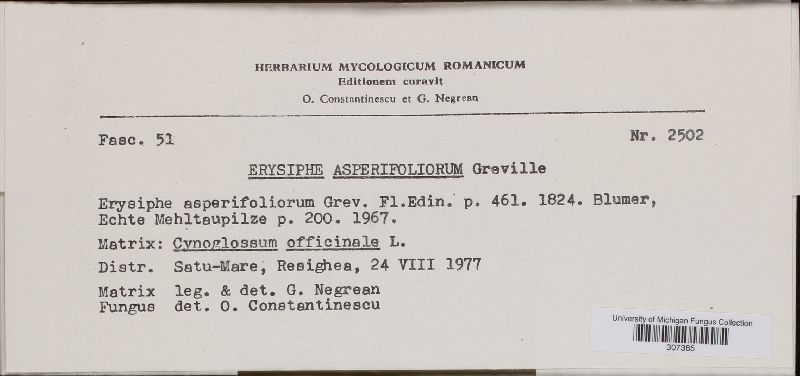 HERBARIUM MYCOLOGICUM ROMANICUM
Editionem curavit
O. Constantinescu et G. Negrean
Fasc. 51
Nr. 2502
ERYSIPHE ASPERIFOLIORUM Greville
Erysiphe asperifoliorum Grev. Fl.Edin. p. 461. 1824. Blumer,
Echte Mehltaupilze p. 200. 1967.
Matrix: Cynoglossum officinale L.
Distr. Satu-Mare, Resighea, 24 VIII 1977
Matrix leg. & det. G. Negrean
Fungus det. O. Constantinescu
University of Michigan Fungus Collection
307385